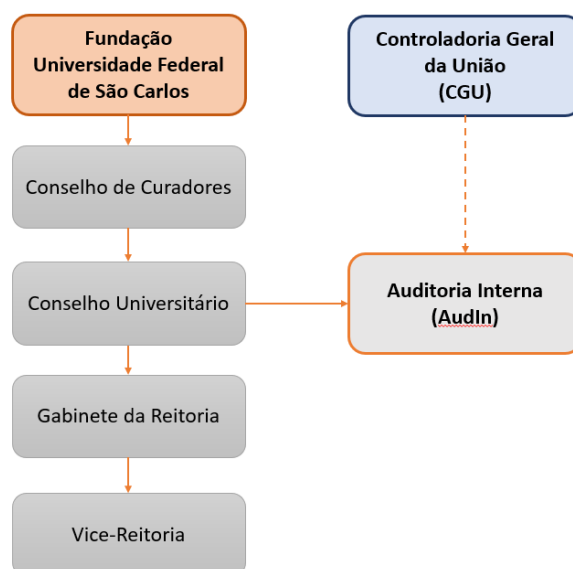 Fundação
Universidade Federal
de São Carlos
Controladoria Geral
da União
(CGU)
Conselho de Curadores
Conselho Universitário
Auditoria Interna
(AudIn)
Gabinete da Reitoria
Vice-Reitoria